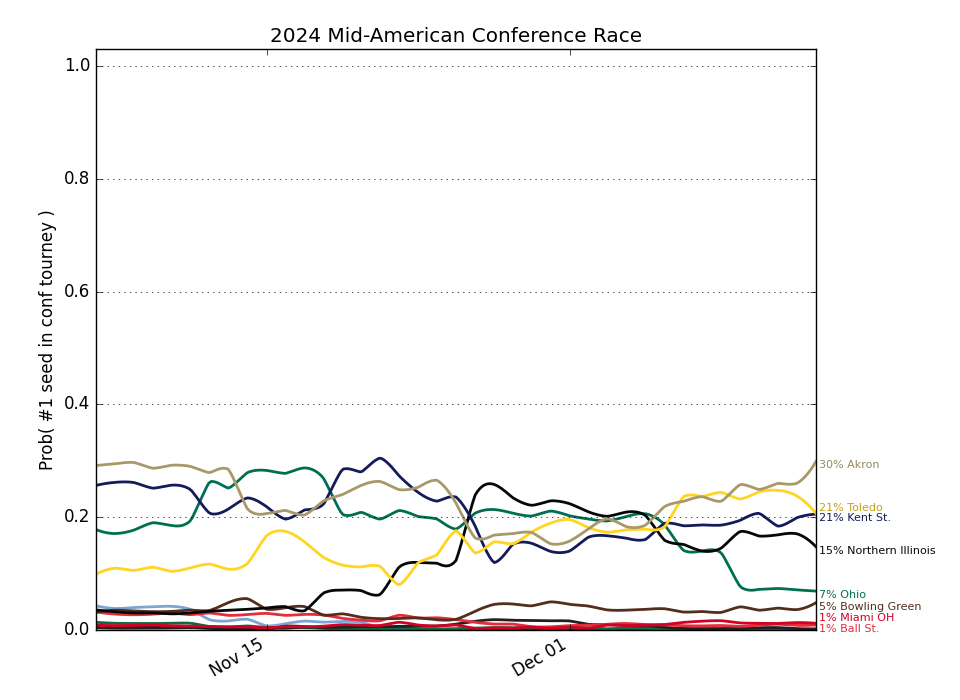 2024 Mid-American Conference Race
Prob( #1 seed in conf tourney )
1.0
0.8
0.6
0.4
0.2
0.0
Nov 15
Dec 01
30% Akron
21% Toledo
21% Kent St.
15% Northern Illinois
7% Ohio
5% Bowling Green
1% Miami OH
1% Ball St.